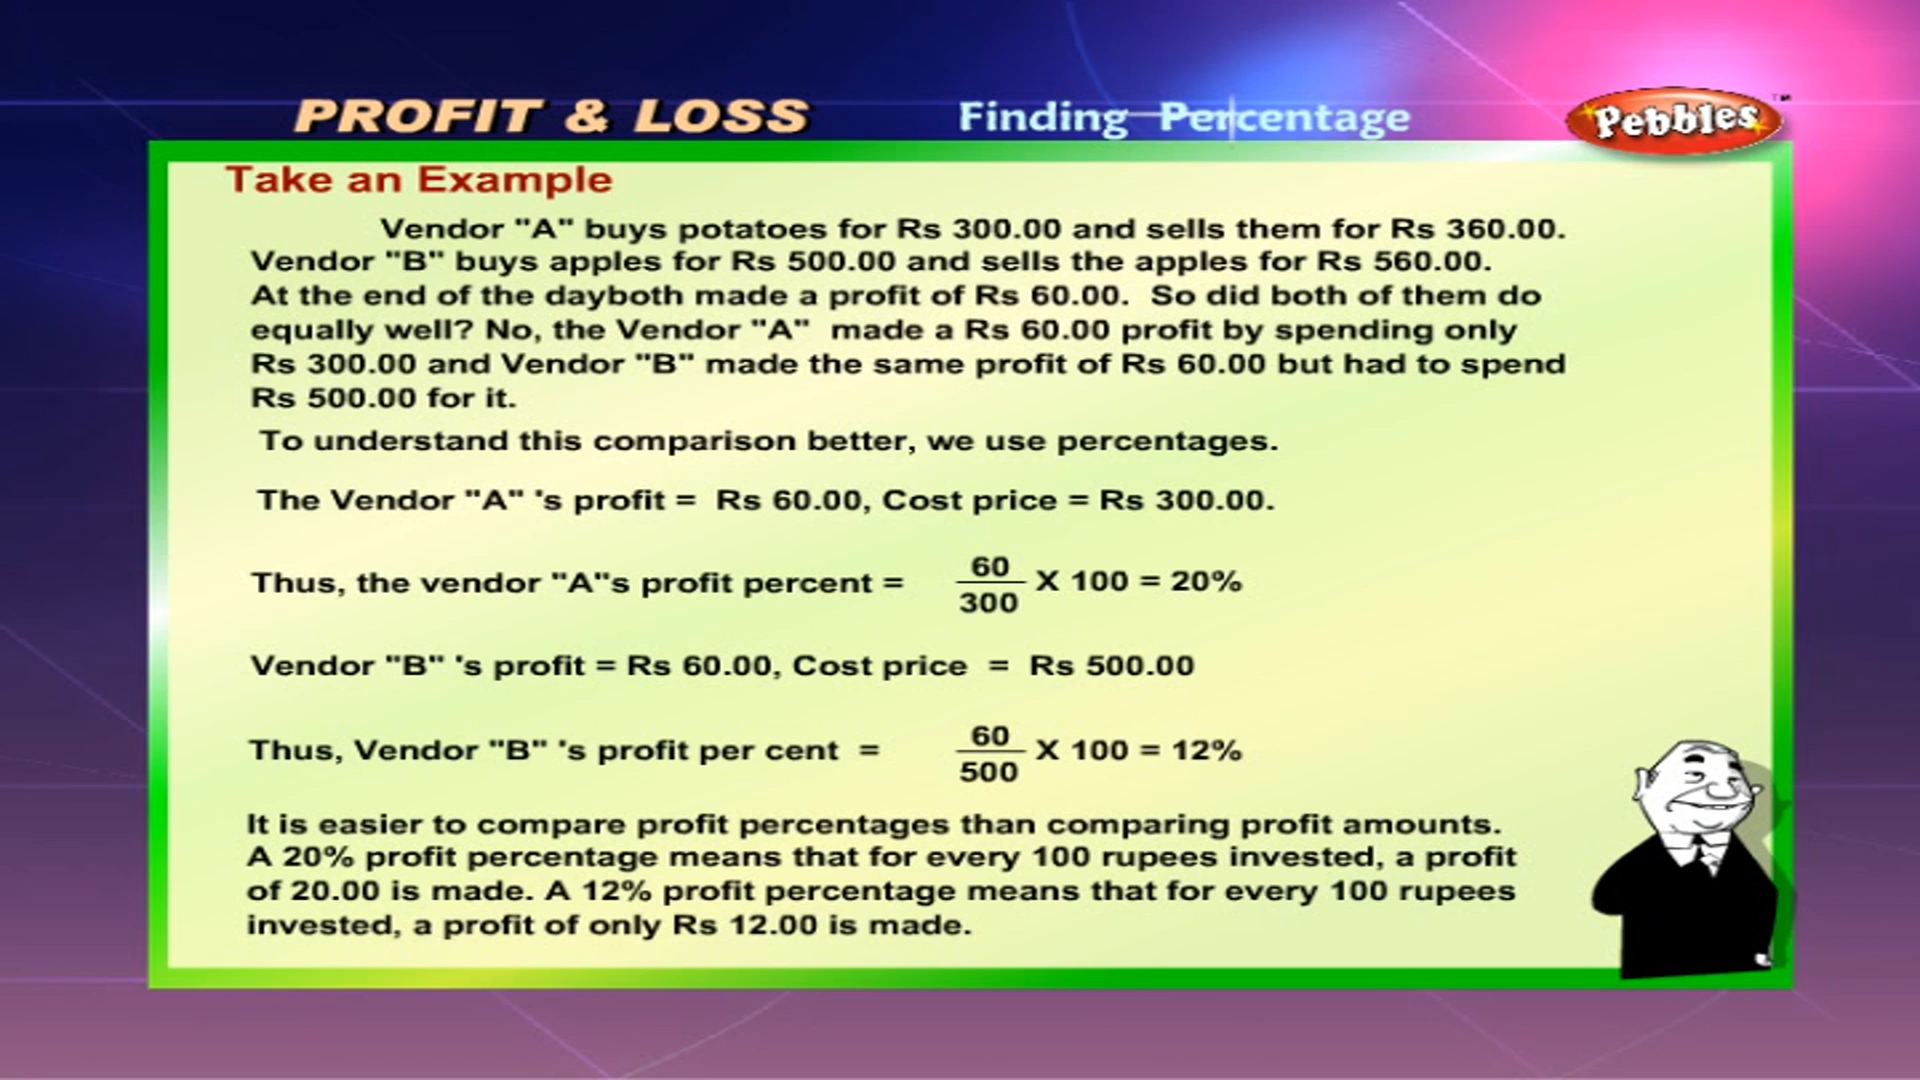 PROFIT & LOSS
Finding Percentage
Pebbles™
Take an Example
Vendor "A" buys potatoes for Rs 300.00 and sells them for Rs 360.00.
Vendor "B" buys apples for Rs 500.00 and sells the apples for Rs 560.00.
At the end of the dayboth made a profit of Rs 60.00. So did both of them do
equally well? No, the Vendor "A" made a Rs 60.00 profit by spending only
Rs 300.00 and Vendor "B" made the same profit of Rs 60.00 but had to spend
Rs 500.00 for it.
To understand this comparison better, we use percentages.
The Vendor "A" 's profit = Rs 60.00, Cost price = Rs 300.00.
Thus, the vendor "A"s profit percent = 60/300 X 100 = 20%
Vendor "B" 's profit = Rs 60.00, Cost price = Rs 500.00
Thus, Vendor "B" 's profit per cent = 60/500 X 100 = 12%
It is easier to compare profit percentages than comparing profit amounts.
A 20% profit percentage means that for every 100 rupees invested, a profit
of 20.00 is made. A 12% profit percentage means that for every 100 rupees
invested, a profit of only Rs 12.00 is made.